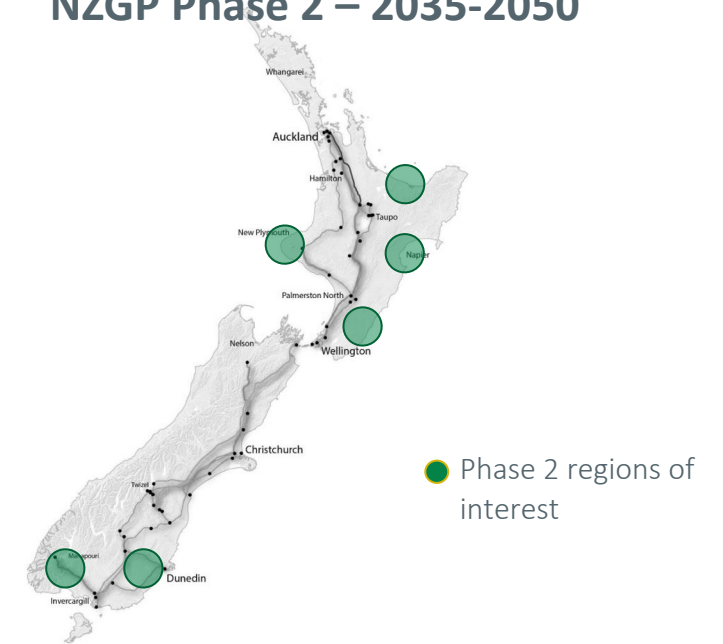 NZGP Phase 2 – 2035-2050
Whangarei
Auckland
Hamilton
Taupo
New Plymouth
Napier
Palmerston North
Nelson
Wellington
Christchurch
Phase 2 regions of
interest
Twizel
Manapouri
Dunedin
Invercargill